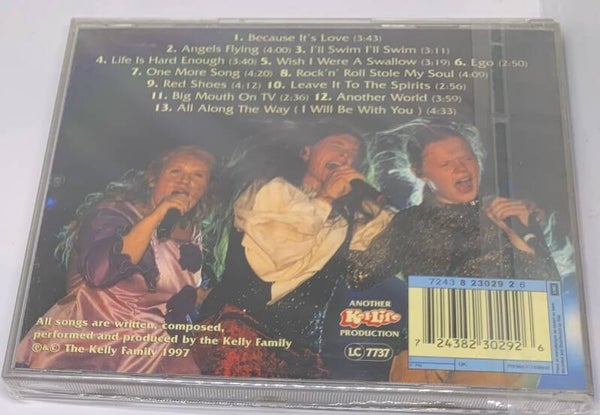 1. Because It's Love (3:43)
2. Angels Flying (4:00) 3. I'll Swim I'll Swim (3:11)
4. Life Is Hard Enough (3:40) 5. Wish I Were A Swallow (3:19) 6. Ego (2:50)
7. One More Song (4:20) 8. Rock'n' Roll Stole My Soul (4:09)
9. Red Shoes (4:12) 10. Leave It To The Spirits (2:56)
11. Big Mouth On TV (2:36) 12. Another World (3:59)
13. All Along The Way ( I Will Be With You ) (4:33)
All songs are written, composed,
performed and produced by the Kelly Family
℗&© The Kelly Family 1997
ANOTHER
KelLife
PRODUCTION
LC 7737
7243 8 23029 2 6
7 24382 30292 6